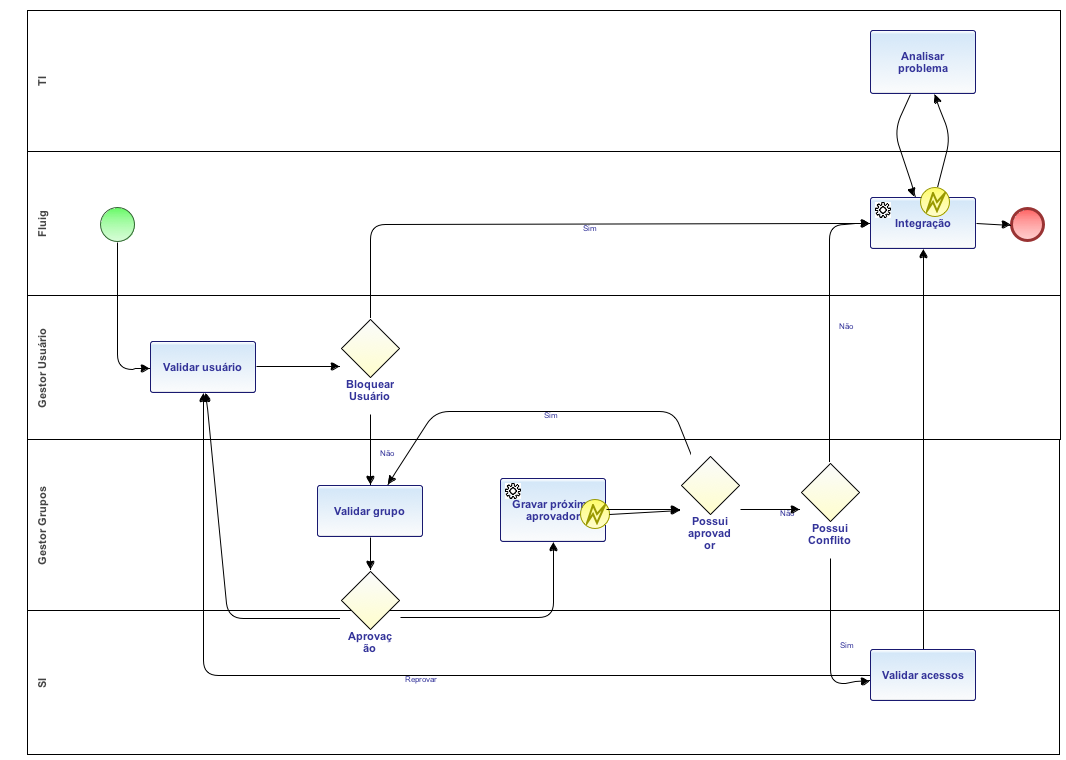 TI
Analisar
problema
Fluig
Integração
Sim
Gestor Usuário
Validar usuário
Bloquear
Usuário
Não
Gestor Grupos
Sim
Não
Validar grupo
Gravar próxim
aprovador
Possui
aprovad
or
Não
Possui
Conflito
Aprovaç
ão
SI
Sim
Validar acessos
Reprovar